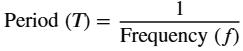 Period (T) = 1 / Frequency (f)